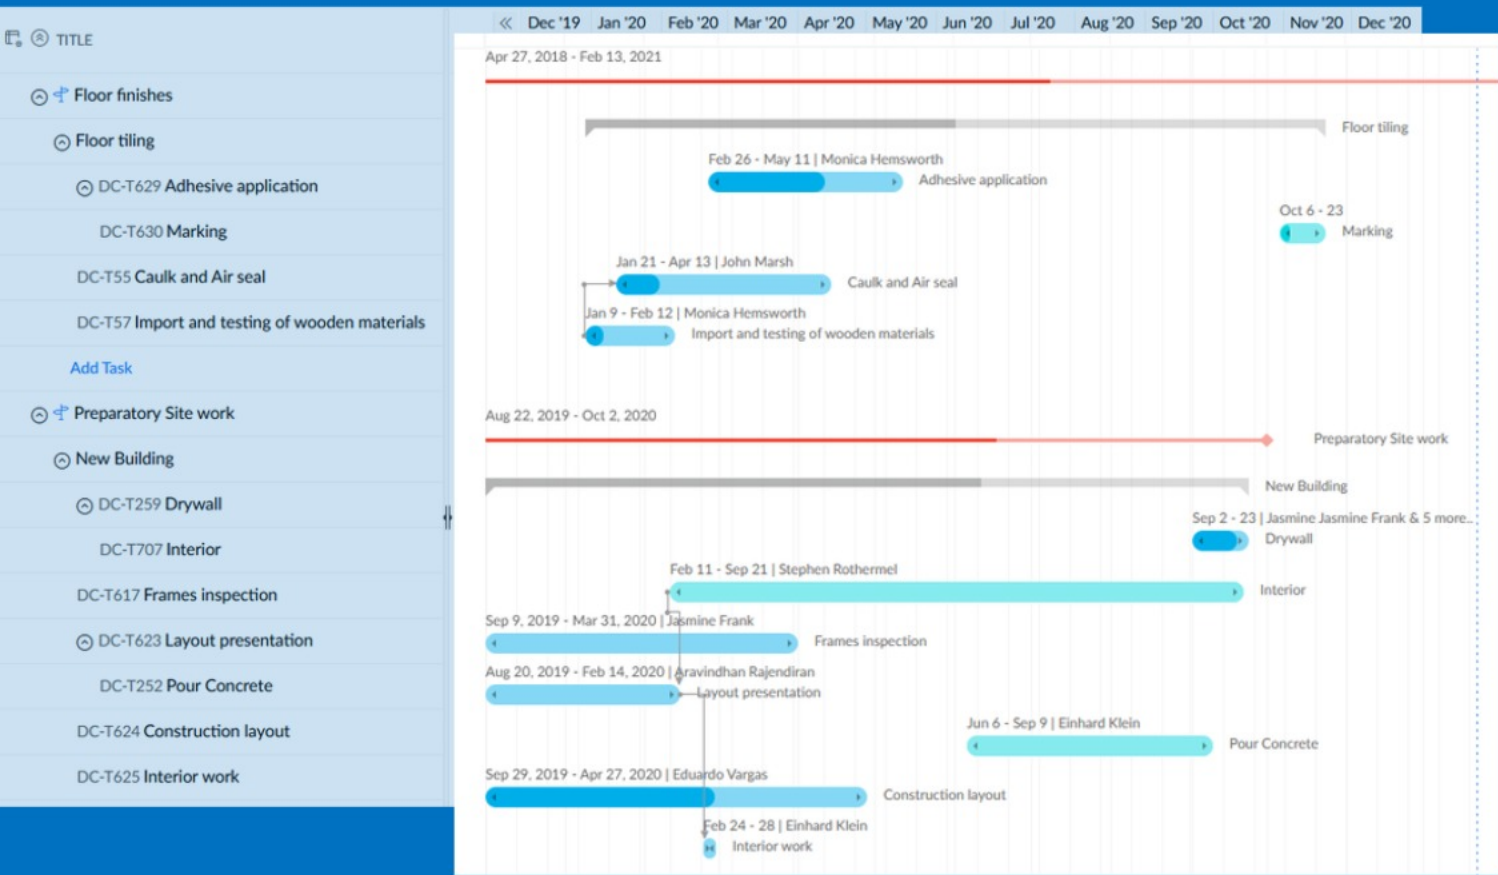 TITLE
Floor finishes
Floor tiling
DC-T629 Adhesive application
DC-T630 Marking
DC-T55 Caulk and Air seal
DC-T57 Import and testing of wooden materials
Add Task
Preparatory Site work
New Building
DC-T259 Drywall
DC-T707 Interior
DC-T617 Frames inspection
DC-T623 Layout presentation
DC-T252 Pour Concrete
DC-T624 Construction layout
DC-T625 Interior work
Dec '19 Jan '20 Feb '20 Mar '20 Apr '20 May '20 Jun '20 Jul '20 Aug '20 Sep '20 Oct '20 Nov '20 Dec '20
Apr 27, 2018 - Feb 13, 2021
Floor tiling
Feb 26 - May 11 | Monica Hemsworth
Adhesive application
Oct 6 - 23
Marking
Jan 21 - Apr 13 | John Marsh
Caulk and Air seal
Jan 9 - Feb 12 | Monica Hemsworth
Import and testing of wooden materials
Aug 22, 2019 - Oct 2, 2020
Preparatory Site work
New Building
Sep 2 - 23 | Jasmine Jasmine Frank & 5 more..
Drywall
Feb 11 - Sep 21 | Stephen Rothermel
Interior
Sep 9, 2019 - Mar 31, 2020 | Jasmine Frank
Frames inspection
Aug 20, 2019 - Feb 14, 2020 | Aravindhan Rajendiran
Layout presentation
Jun 6 - Sep 9 | Einhard Klein
Pour Concrete
Sep 29, 2019 - Apr 27, 2020 | Eduardo Vargas
Construction layout
Feb 24 - 28 | Einhard Klein
Interior work